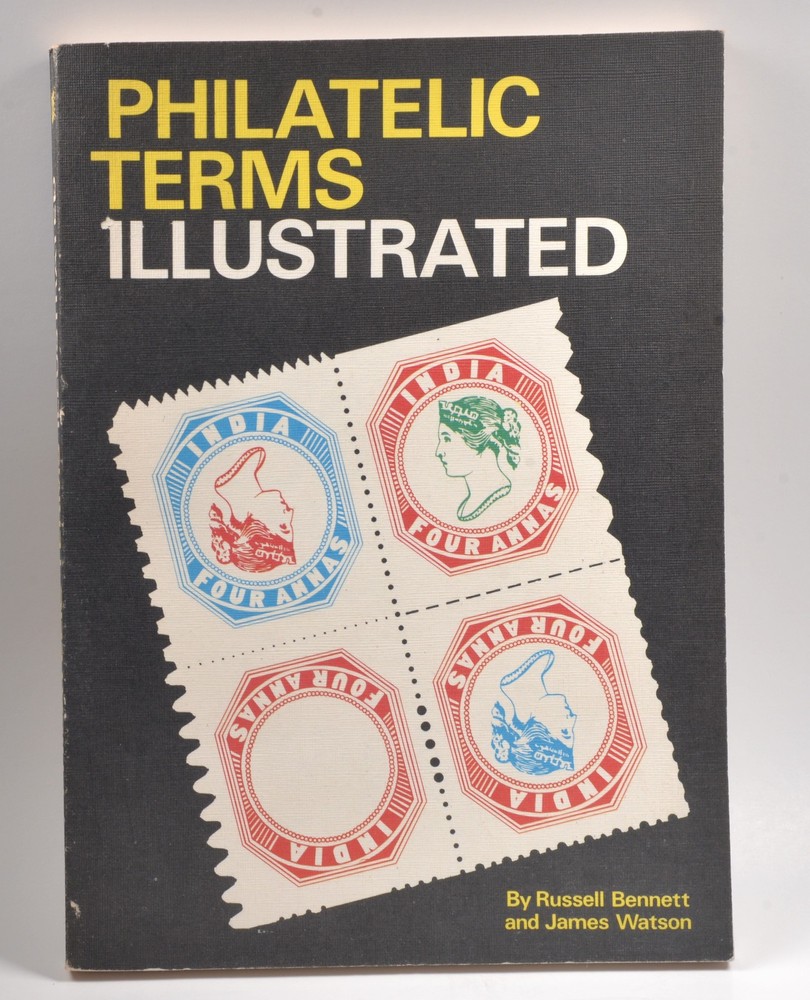 PHILATELIC
TERMS
ILLUSTRATED
INDIA
FOUR ANNAS
INDIA
FOUR ANNAS
FOUR ANNAS
INDIA
FOUR ANNAS
INDIA
By Russell Bennett
and James Watson